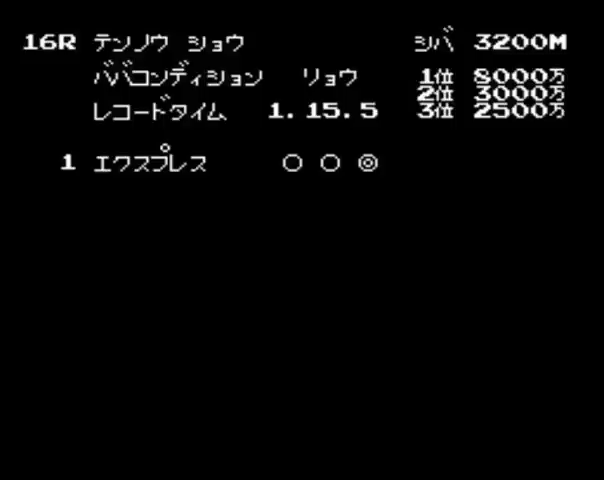 16R テンノウ ショウ シバ 3200M
ババコンディション リョウ 1位 8000万
2位 3000万
レコードタイム 1.15.5 3位 2500万
1 エクスプレス ○ ○ ◎